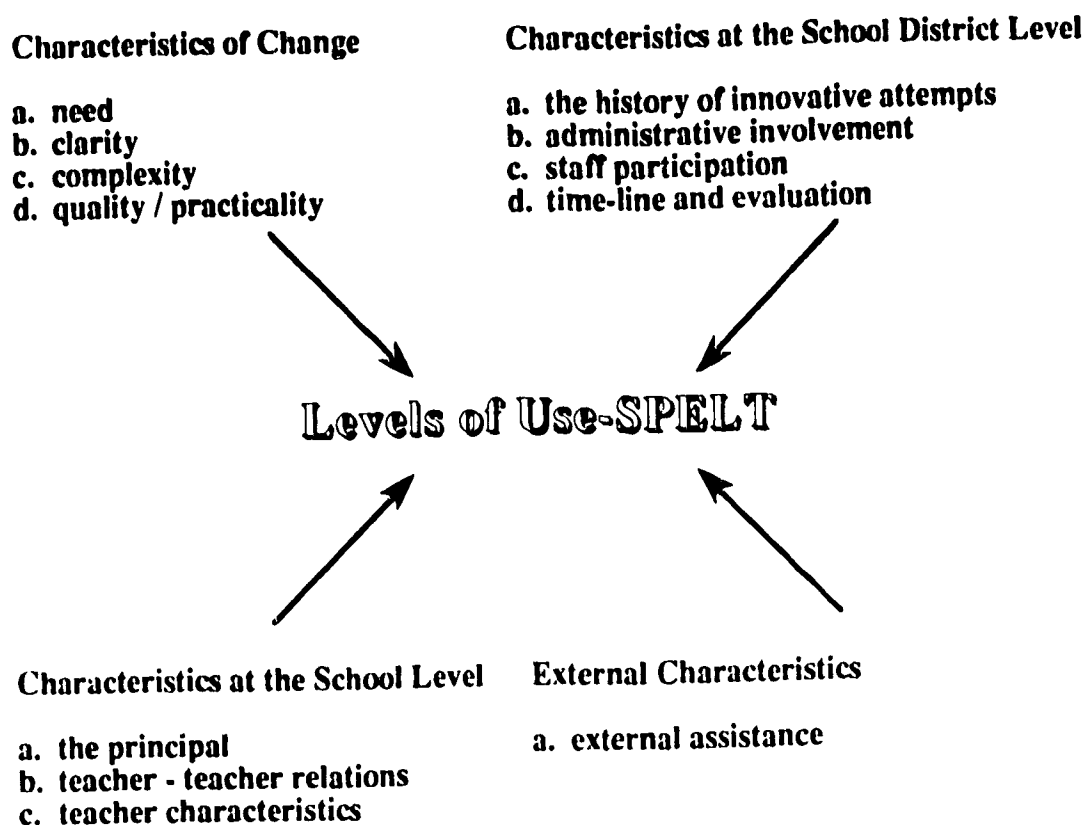 Characteristics of Change
a. need
b. clarity
c. complexity
d. quality / practicality
Characteristics at the School District Level
a. the history of innovative attempts
b. administrative involvement
c. staff participation
d. time-line and evaluation
Levels of Use-SPELT
Characteristics at the School Level
a. the principal
b. teacher - teacher relations
c. teacher characteristics
External Characteristics
a. external assistance